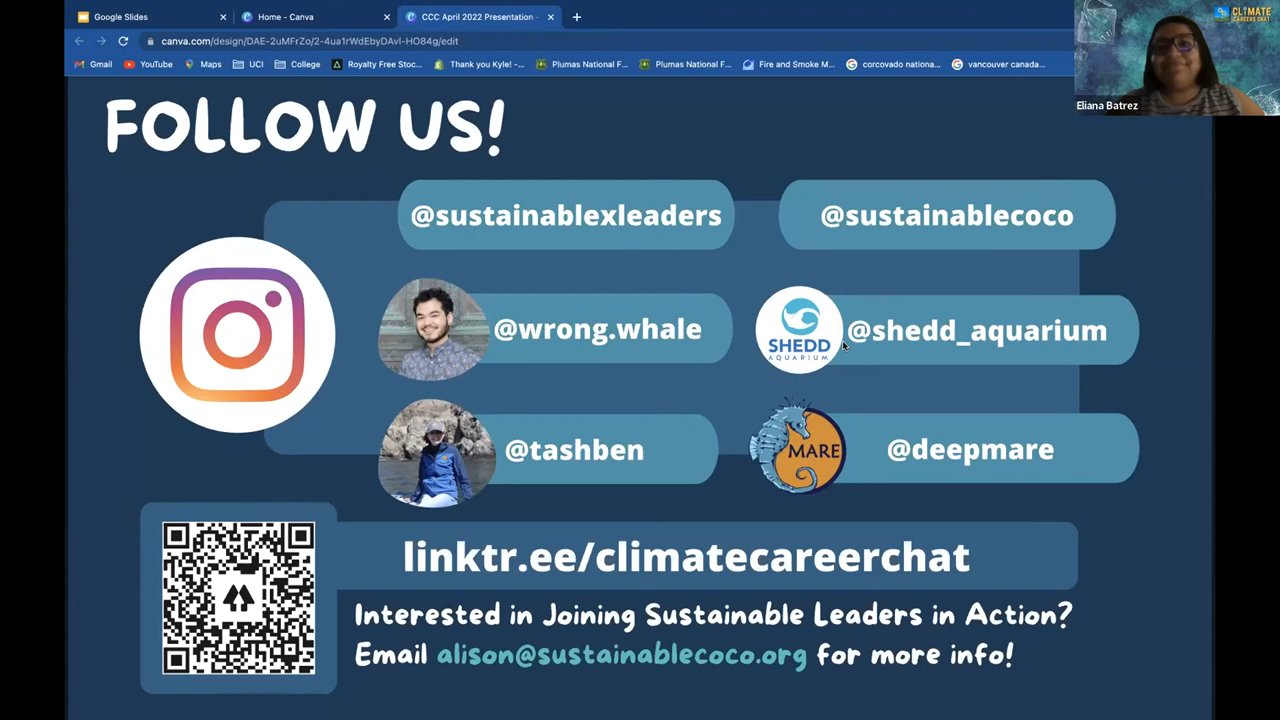 Google Slides
Home - Canva
CCC April 2022 Presentation -
canva.com/design/DAE-2uMFrZo/2-4ua1rWdEbyDAvl-HO84g/edit
Gmail
YouTube
Maps
UCI
College
Royalty Free Stoc...
Thank you Kyle! -...
Plumas National F...
Plumas National F...
Fire and Smoke M...
corcovado nationa...
vancouver canada...
CLIMATE
CAREERS CHAT
Eliana Batrez
FOLLOW US!
@sustainablexleaders
@sustainablecoco
@wrong.whale
SHEDD
AQUARIUM
@shedd_aquarium
@tashben
MARE
@deepmare
linktr.ee/climatecareerchat
Interested in Joining Sustainable Leaders in Action?
Email alison@sustainablecoco.org for more info!